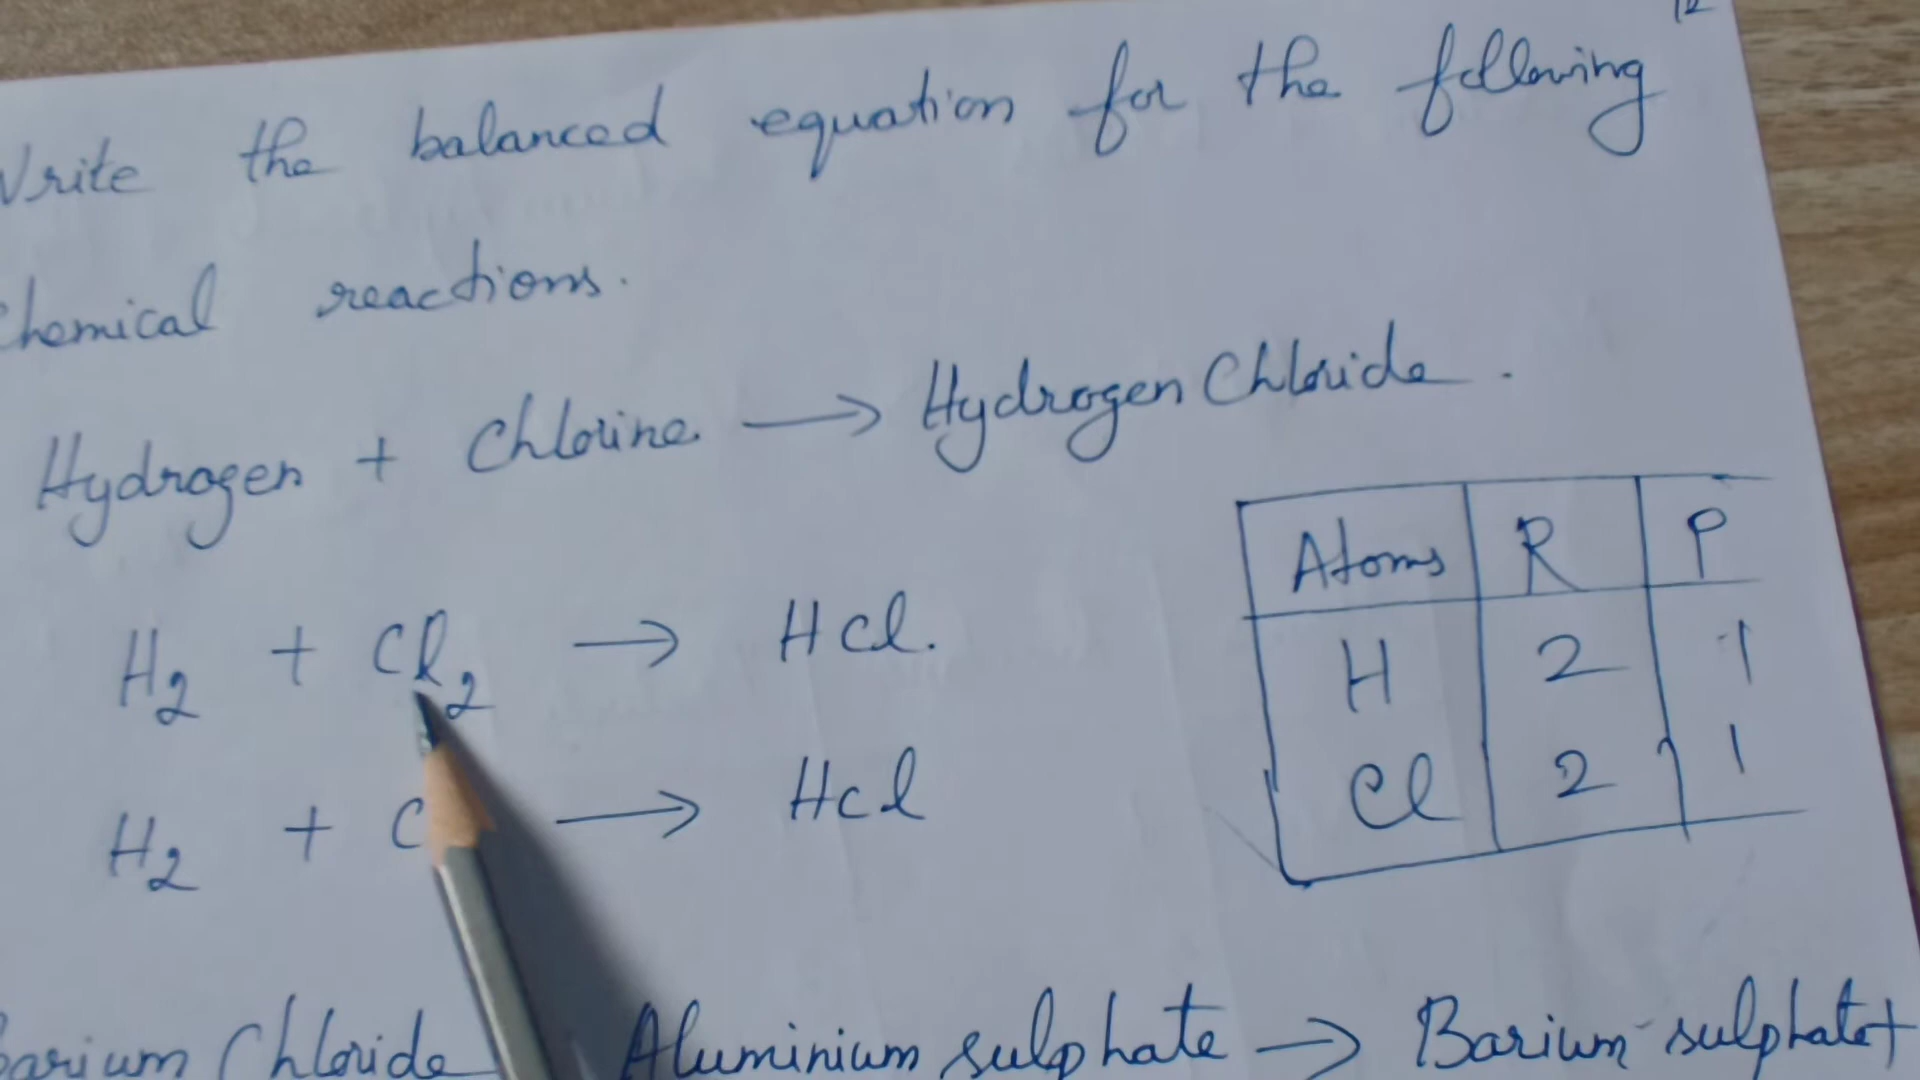 Write the balanced equation for the following
Chemical reactions.
Hydrogen + Chlorine ⟶ Hydrogen Chloride.
H₂ + Cl₂ ⟶ HCl.
H₂ + C ⟶ Hcl
Atoms R P
H 2 1
Cl 2 1
Barium Chloride Aluminium sulphate ⟶ Barium sulphate +